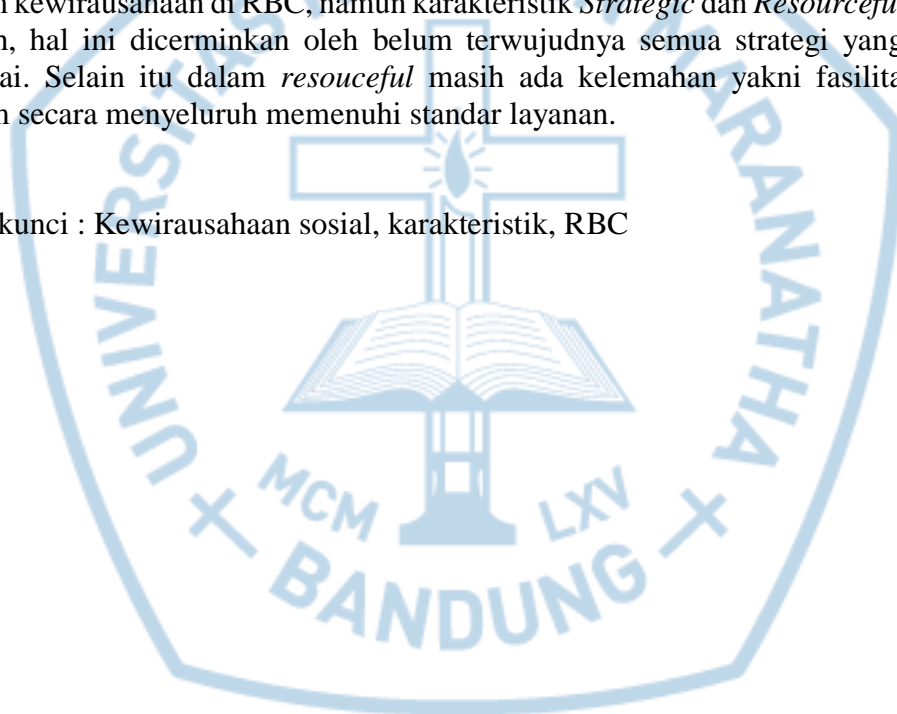 n kewirausahaan di RBC, namun karakteristik Strategic dan Resourceful
n, hal ini dicerminkan oleh belum terwujudnya semua strategi yang
ai. Selain itu dalam resouceful masih ada kelemahan yakni fasilita
n secara menyeluruh memenuhi standar layanan.
kunci : Kewirausahaan sosial, karakteristik, RBC
UNIVERSITAS
MARANATHA
MCM LXV
BANDUNG